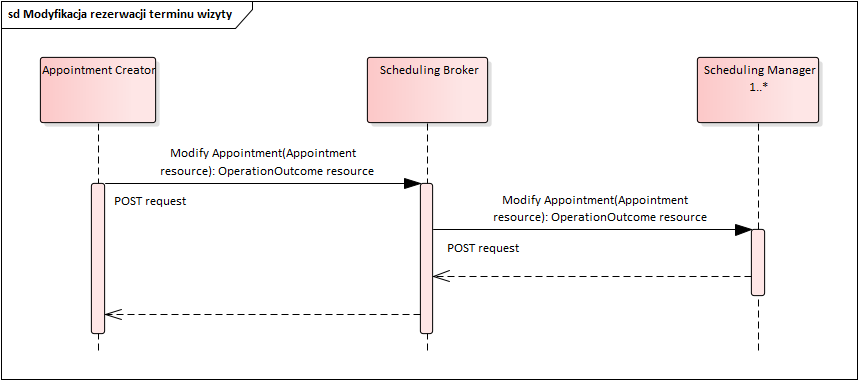 sd Modyfikacja rezerwacji terminu wizyty
Appointment Creator
Scheduling Broker
Scheduling Manager
1..*
Modify Appointment(Appointment
resource): OperationOutcome resource
POST request
Modify Appointment(Appointment
resource): OperationOutcome resource
POST request